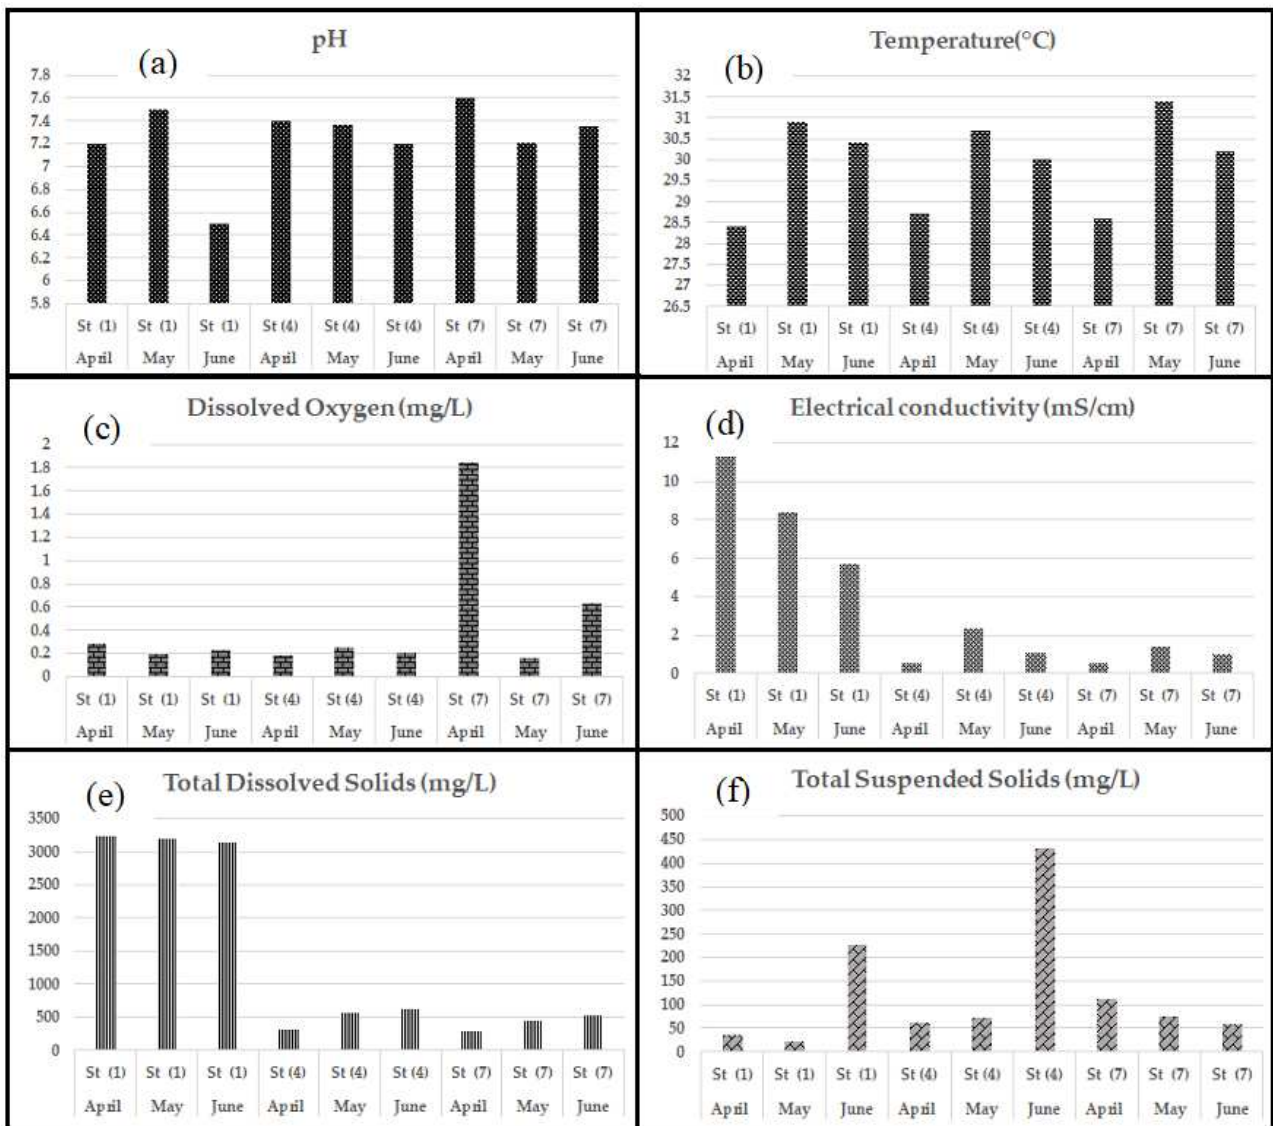 pH
(a)
7.8
7.6
7.4
7.2
7
6.8
6.6
6.4
6.2
6
5.8
St (1) St (1) St (1) St (4) St (4) St (4) St (7) St (7) St (7)
April May June April May June April May June
Temperature(°C)
(b)
32
31.5
31
30.5
30
29.5
29
28.5
28
27.5
27
26.5
St (1) St (1) St (1) St (4) St (4) St (4) St (7) St (7) St (7)
April May June April May June April May June
Dissolved Oxygen (mg/L)
(c)
2
1.8
1.6
1.4
1.2
1
0.8
0.6
0.4
0.2
0
St (1) St (1) St (1) St (4) St (4) St (4) St (7) St (7) St (7)
April May June April May June April May June
Electrical conductivity (mS/cm)
(d)
12
10
8
6
4
2
0
St (1) St (1) St (1) St (4) St (4) St (4) St (7) St (7) St (7)
April May June April May June April May June
Total Dissolved Solids (mg/L)
(e)
3500
3000
2500
2000
1500
1000
500
0
St (1) St (1) St (1) St (4) St (4) St (4) St (7) St (7) St (7)
April May June April May June April May June
Total Suspended Solids (mg/L)
(f)
500
450
400
350
300
250
200
150
100
50
0
St (1) St (1) St (1) St (4) St (4) St (4) St (7) St (7) St (7)
April May June April May June April May June